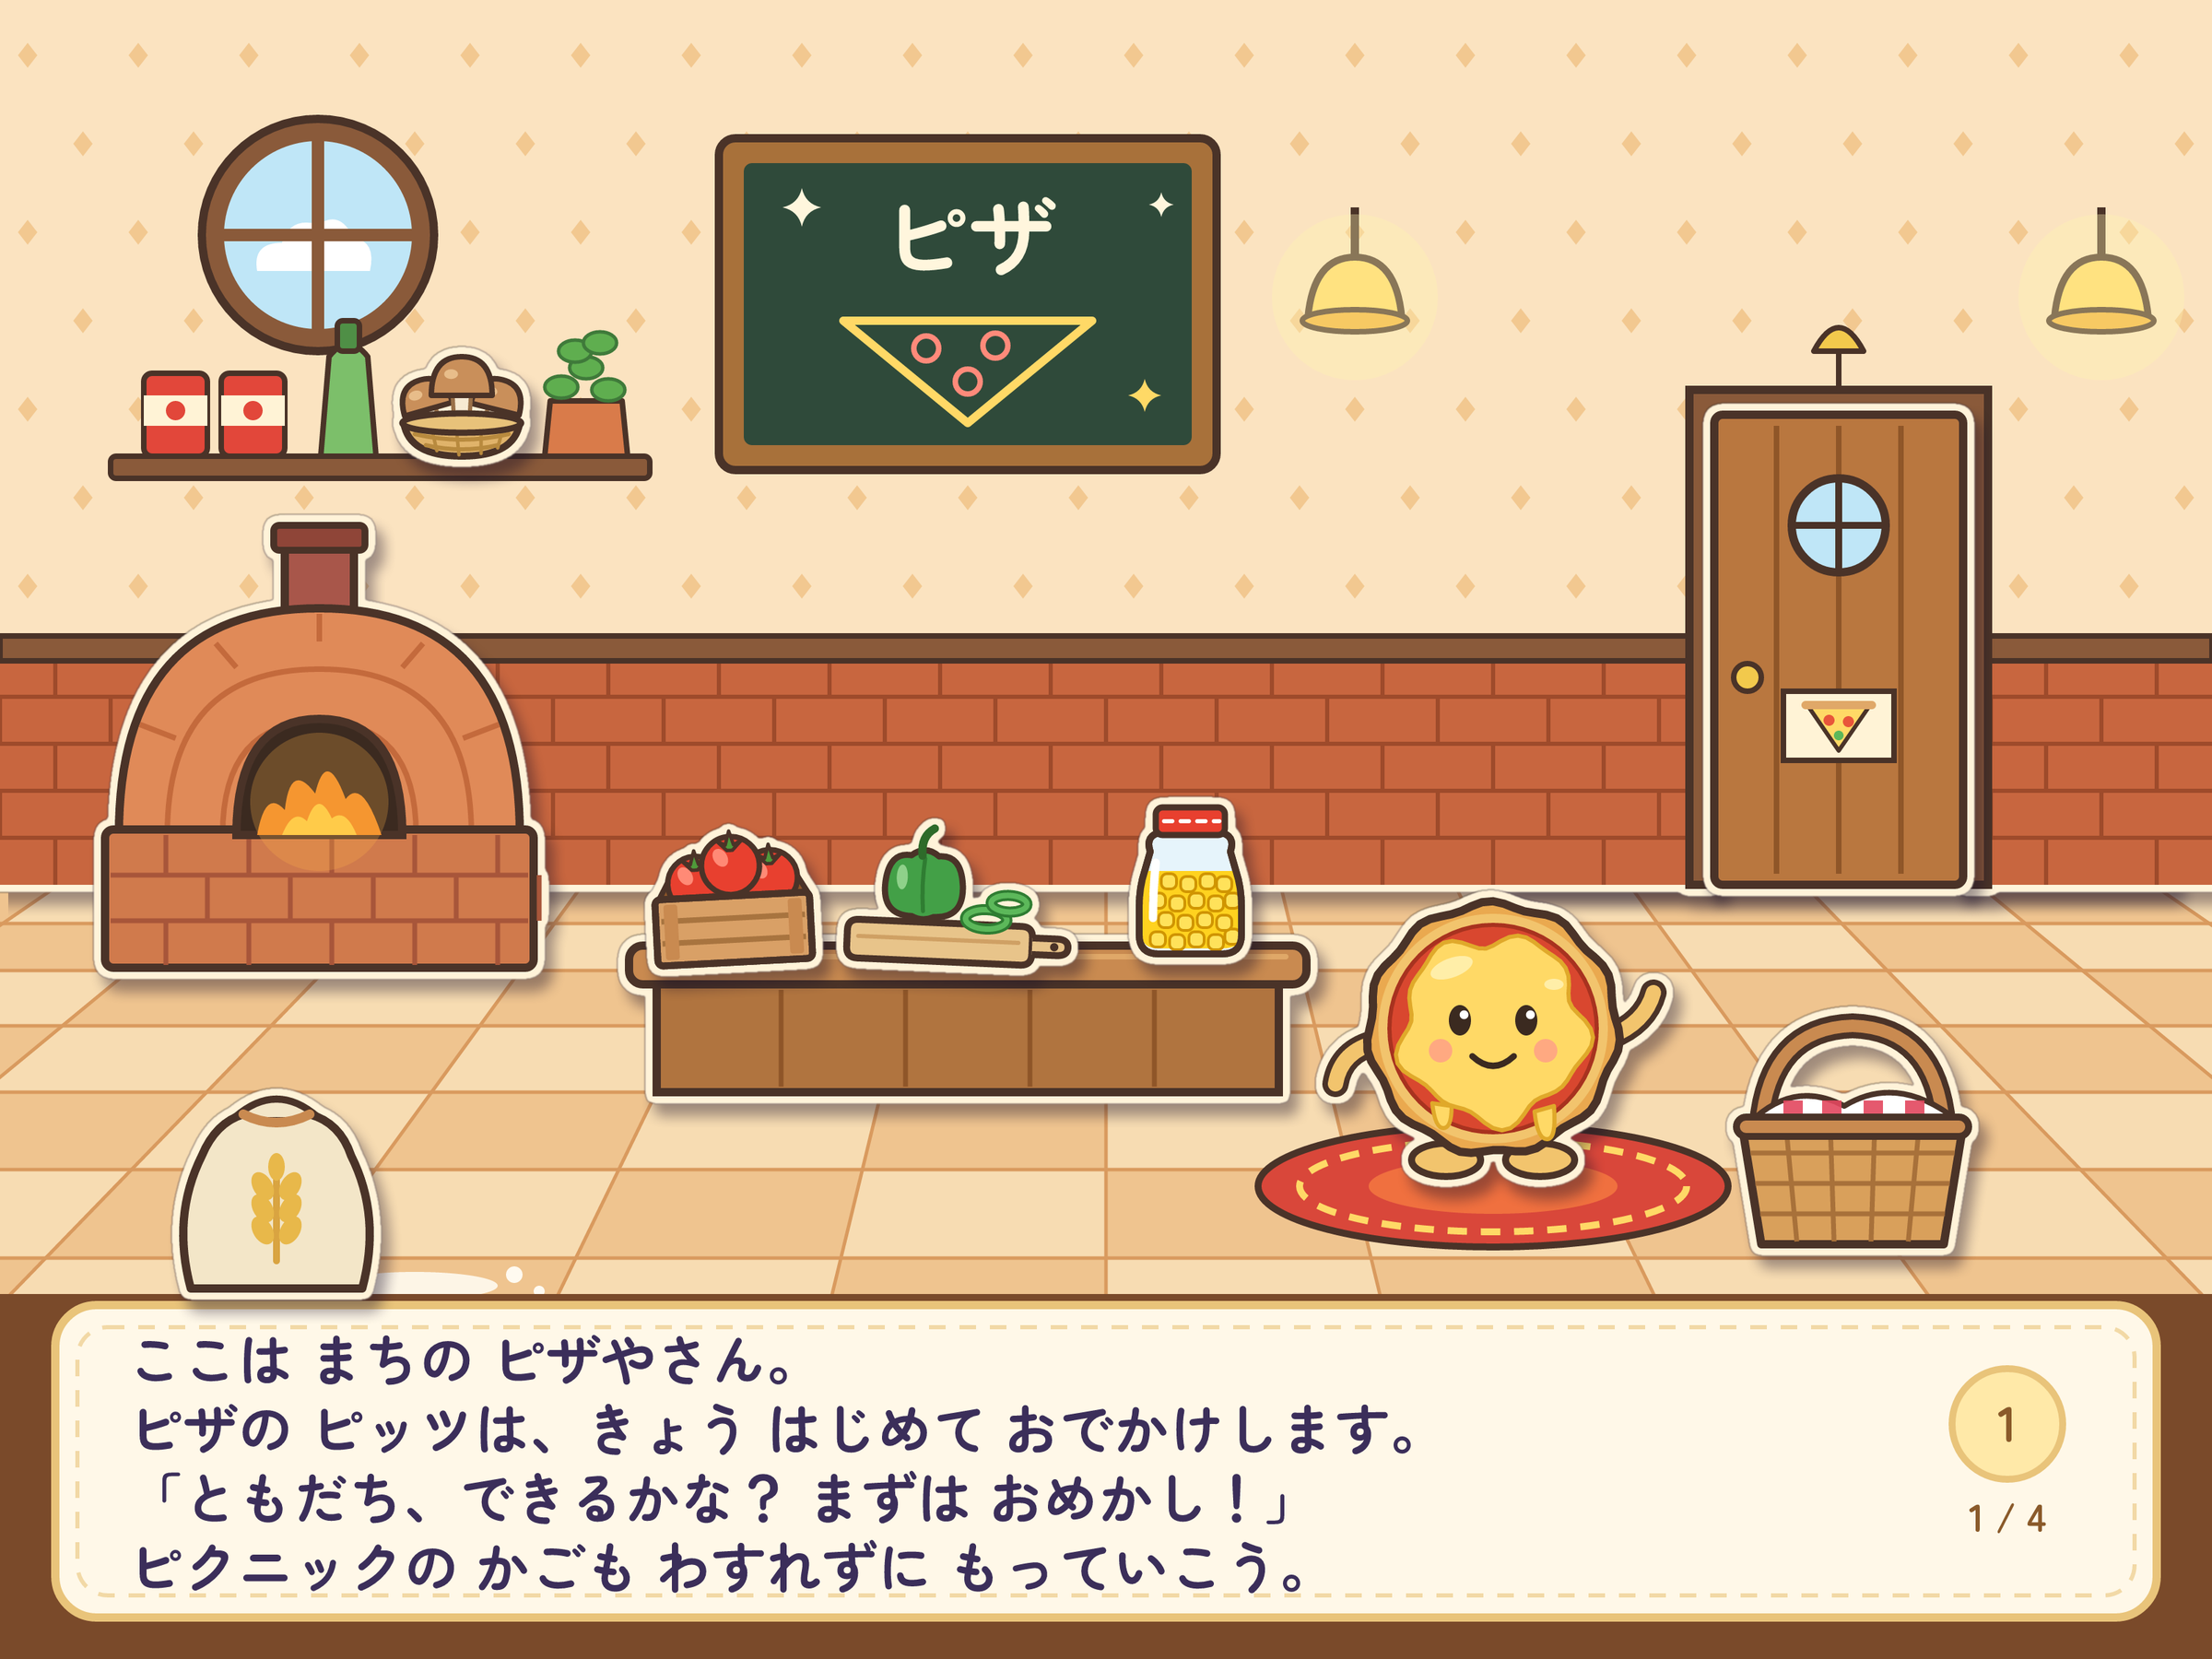 ピザ
ここは まちの ピザやさん。
ピザの ピッツは、きょう はじめて おでかけします。
「ともだち、できるかな？ まずは おめかし！」
ピクニックの かごも わすれずに もっていこう。
1
1 / 4